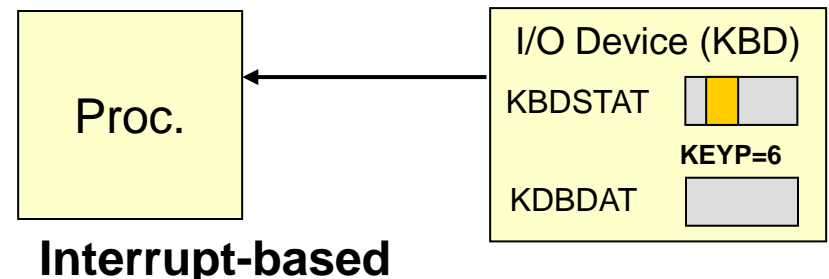 Proc.
I/O Device (KBD)
KBDSTAT
KEYP=6
KDBDAT
Interrupt-based